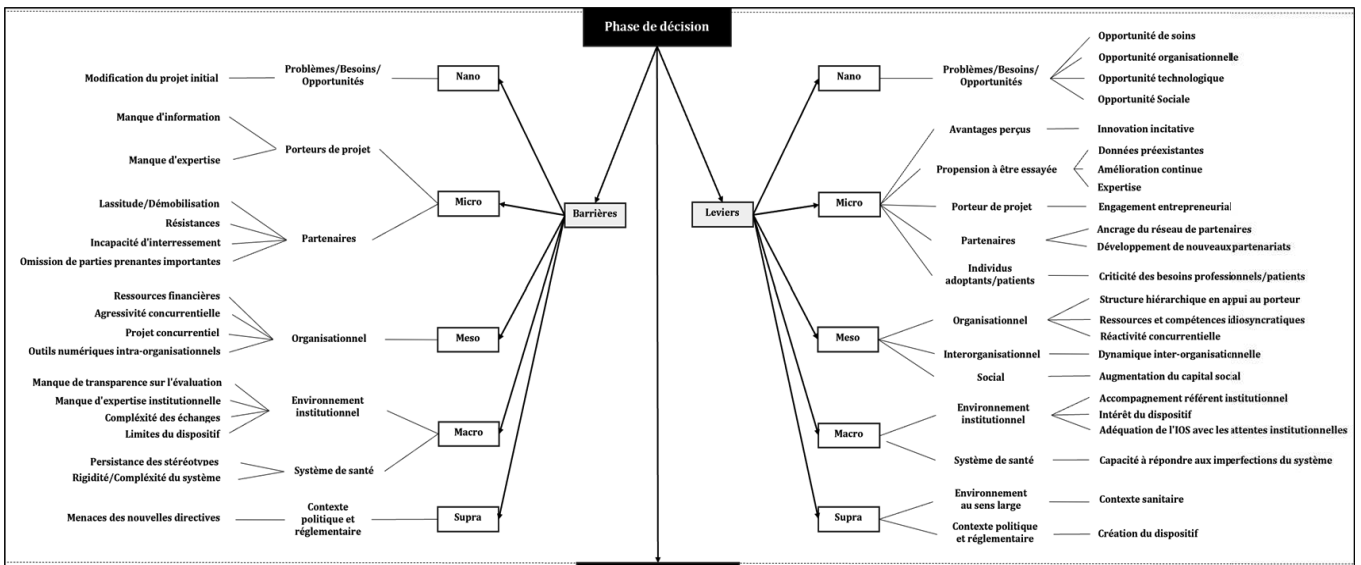 Phase de décision
Barrières
Nano
Problèmes/Besoins/
Opportunités
Modification du projet initial
Micro
Porteurs de projet
Manque d'information
Manque d'expertise
Partenaires
Lassitude/Démobilisation
Résistances
Incapacité d'interressement
Omission de parties prenantes importantes
Meso
Organisationnel
Ressources financières
Agressivité concurrentielle
Projet concurrentiel
Outils numériques intra-organisationnels
Macro
Environnement
institutionnel
Manque de transparence sur l'évaluation
Manque d'expertise institutionnelle
Compléxité des échanges
Limites du dispositif
Système de santé
Persistance des stéréotypes
Rigidité/Compléxité du système
Supra
Contexte
politique et
réglementaire
Menaces des nouvelles directives
Leviers
Nano
Problèmes/Besoins/
Opportunités
Opportunité de soins
Opportunité organisationnelle
Opportunité technologique
Opportunité Sociale
Micro
Avantages perçus
Innovation incitative
Propension à être essayée
Données préexistantes
Amélioration continue
Expertise
Porteur de projet
Engagement entrepreneurial
Partenaires
Ancrage du réseau de partenaires
Développement de nouveaux partenariats
Individus
adoptants/patients
Criticité des besoins professionnels/patients
Meso
Organisationnel
Structure hiérarchique en appui au porteur
Ressources et compétences idiosyncratiques
Réactivité concurrentielle
Interorganisationnel
Dynamique inter-organisationnelle
Social
Augmentation du capital social
Macro
Environnement
institutionnel
Accompagnement référent institutionnel
Intérêt du dispositif
Adéquation de l'IOS avec les attentes institutionnelles
Système de santé
Capacité à répondre aux imperfections du système
Supra
Environnement
au sens large
Contexte sanitaire
Contexte politique
et réglementaire
Création du dispositif